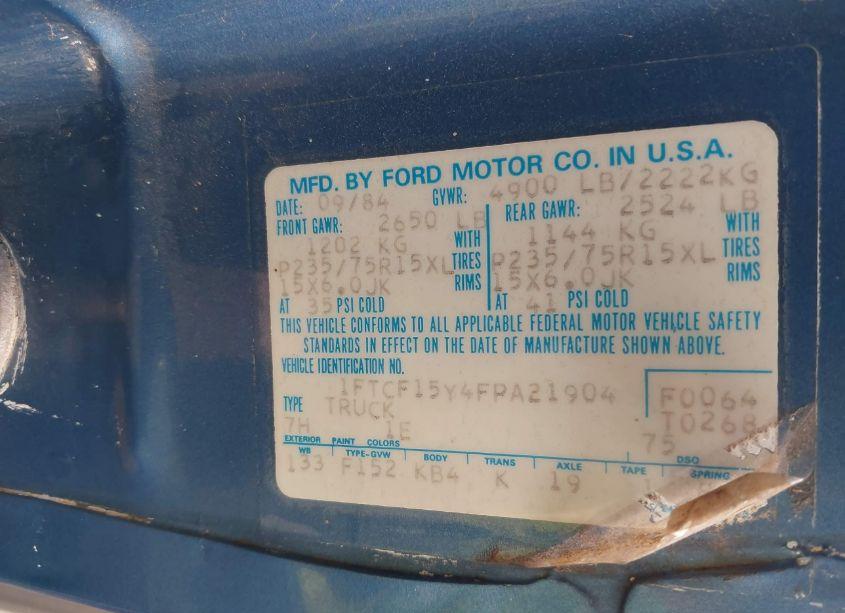 MFD. BY FORD MOTOR CO. IN U.S.A.
DATE: 09/84 GVWR: 4900 LB/2222KG
FRONT GAWR: 2650 LB REAR GAWR: 2524 LB
1202 KG WITH 1144 KG WITH
P235/75R15XL TIRES P235/75R15XL TIRES
15X6.0JK RIMS 15X6.0JK RIMS
AT 35 PSI COLD AT 41 PSI COLD
THIS VEHICLE CONFORMS TO ALL APPLICABLE FEDERAL MOTOR VEHICLE SAFETY
STANDARDS IN EFFECT ON THE DATE OF MANUFACTURE SHOWN ABOVE.
VEHICLE IDENTIFICATION NO.
1FTCF15Y4FPA21904 F0064
TYPE TRUCK T0268
7H 1E 75
EXTERIOR PAINT COLORS DSO
WB TYPE-GVW BODY TRANS AXLE TAPE SPRING
133 F152 KB4 K 19